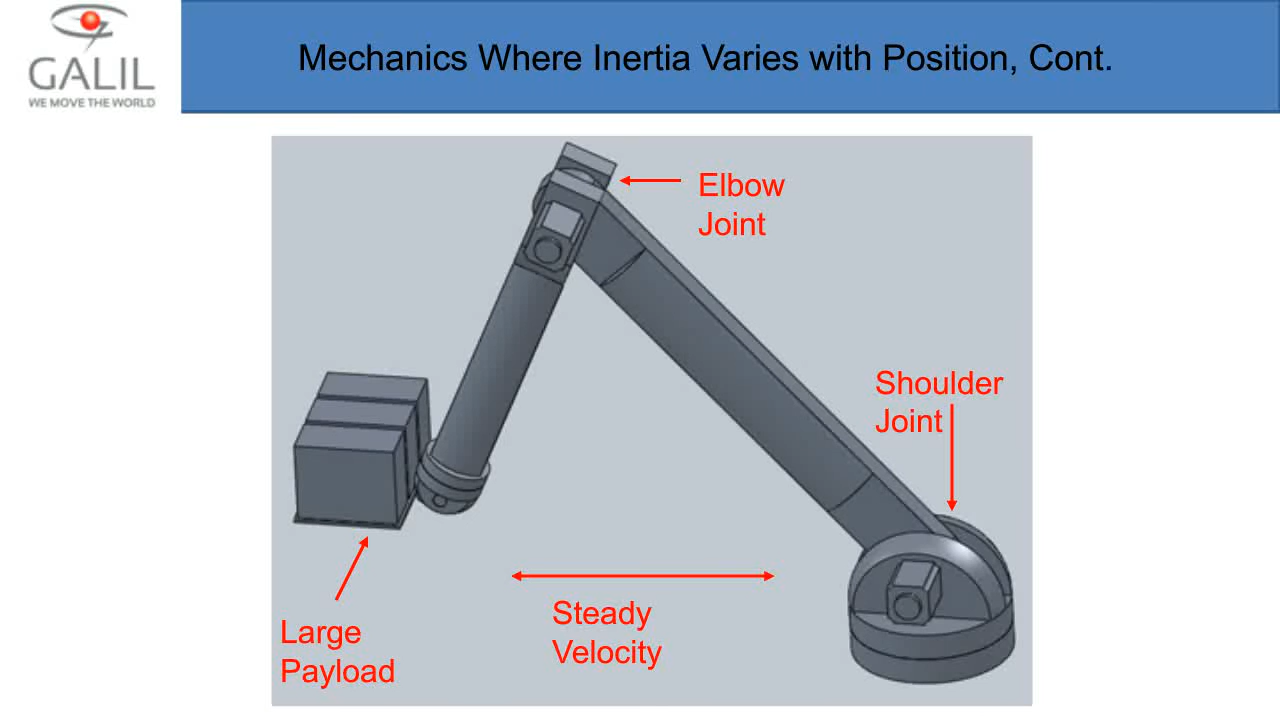 GALIL
WE MOVE THE WORLD
Mechanics Where Inertia Varies with Position, Cont.
Elbow
Joint
Shoulder
Joint
Steady
Velocity
Large
Payload